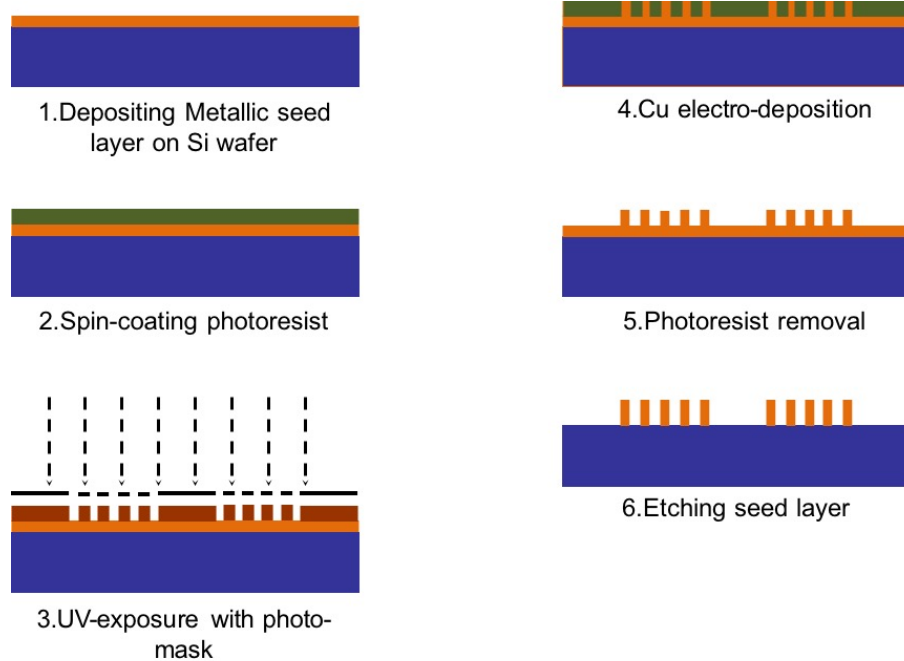 1.Depositing Metallic seed
layer on Si wafer
2.Spin-coating photoresist
3.UV-exposure with photo-
mask
4.Cu electro-deposition
5.Photoresist removal
6.Etching seed layer